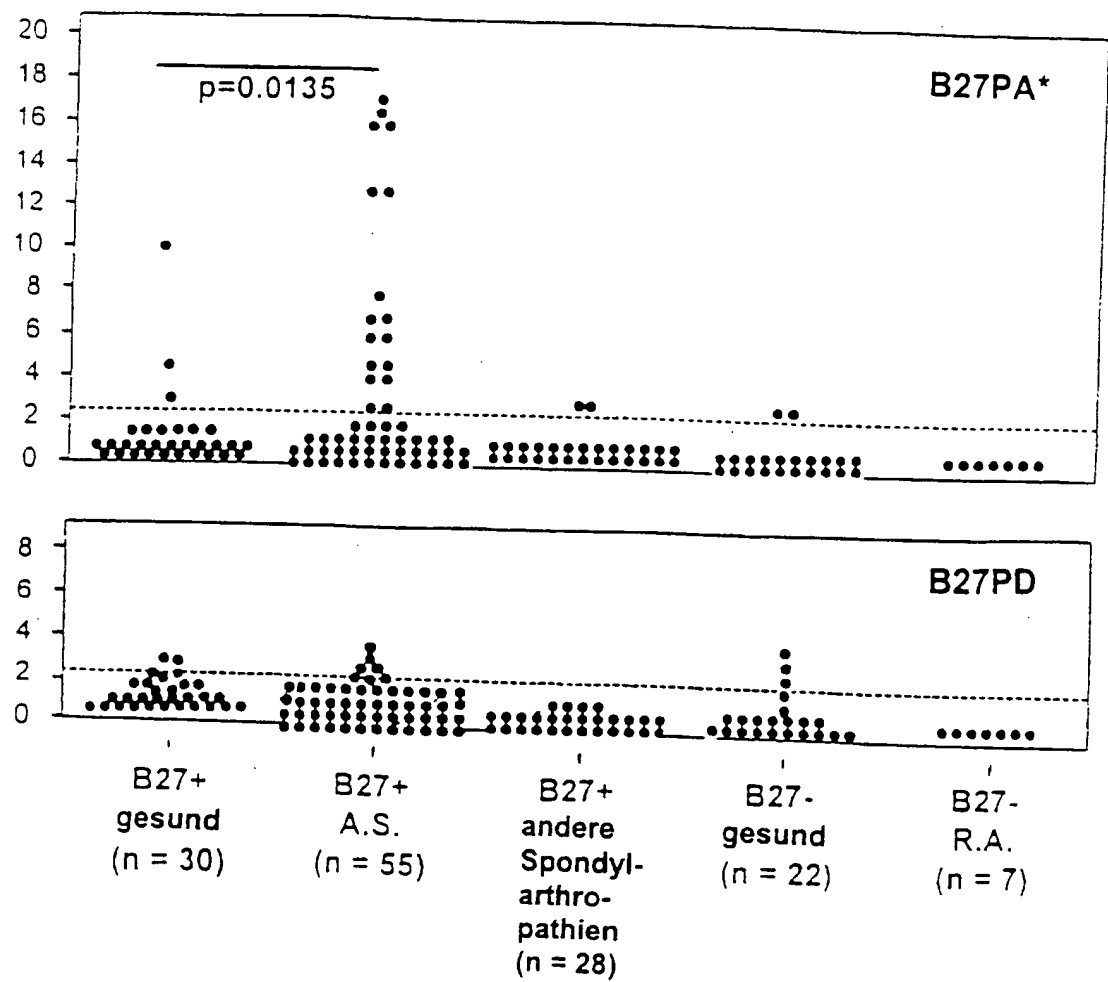 20
18
16
14
12
10
8
6
4
2
0
p=0.0135
B27PA*
8
6
4
2
0
B27PD
B27+
gesund
(n = 30)
B27+
A.S.
(n = 55)
B27+
andere
Spondyl-
arthro-
pathien
(n = 28)
B27-
gesund
(n = 22)
B27-
R.A.
(n = 7)